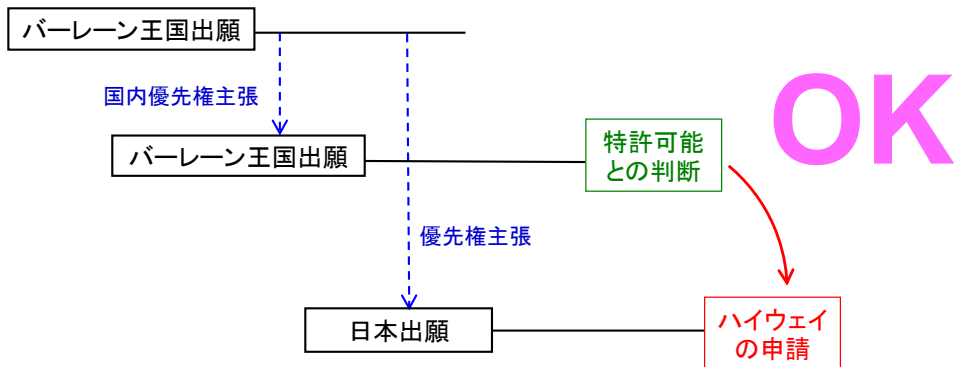 バーレーン王国出願
国内優先権主張
バーレーン王国出願
特許可能
との判断
OK
優先権主張
日本出願
ハイウェイ
の申請